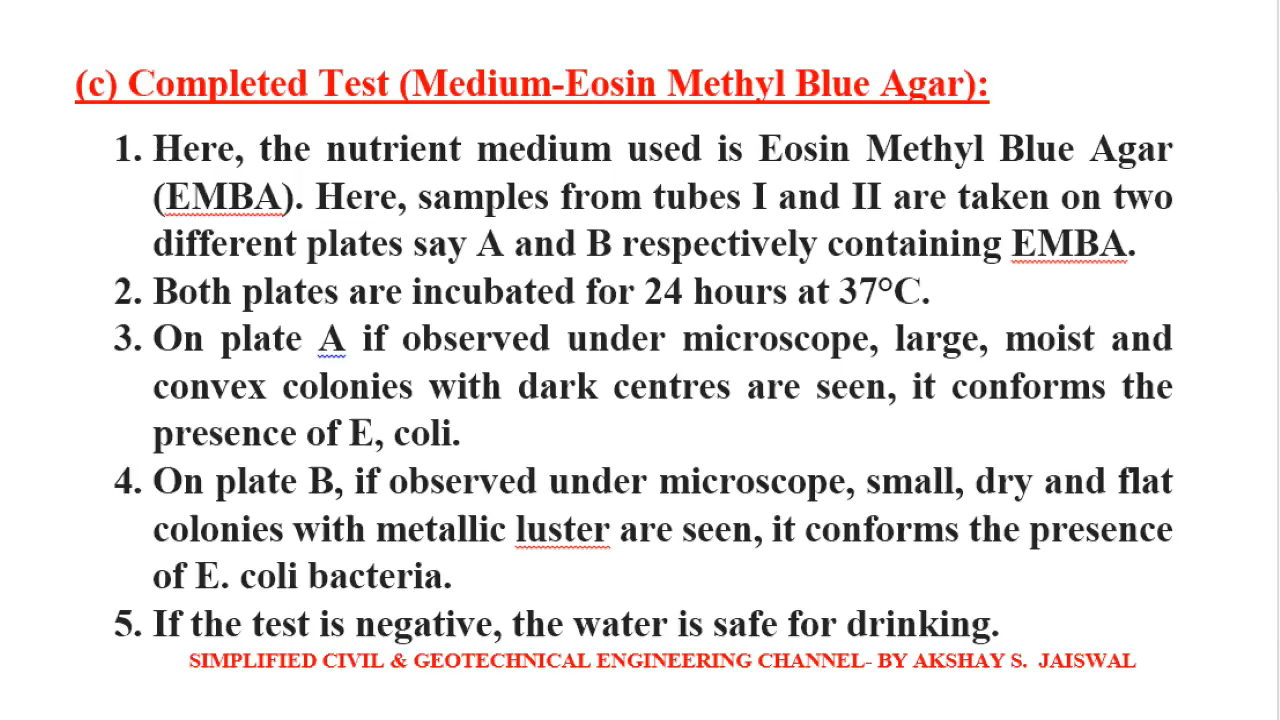 (c) Completed Test (Medium-Eosin Methyl Blue Agar):
1. Here, the nutrient medium used is Eosin Methyl Blue Agar
(EMBA). Here, samples from tubes I and II are taken on two
different plates say A and B respectively containing EMBA.
2. Both plates are incubated for 24 hours at 37°C.
3. On plate A if observed under microscope, large, moist and
convex colonies with dark centres are seen, it conforms the
presence of E, coli.
4. On plate B, if observed under microscope, small, dry and flat
colonies with metallic luster are seen, it conforms the presence
of E. coli bacteria.
5. If the test is negative, the water is safe for drinking.
SIMPLIFIED CIVIL & GEOTECHNICAL ENGINEERING CHANNEL- BY AKSHAY S. JAISWAL